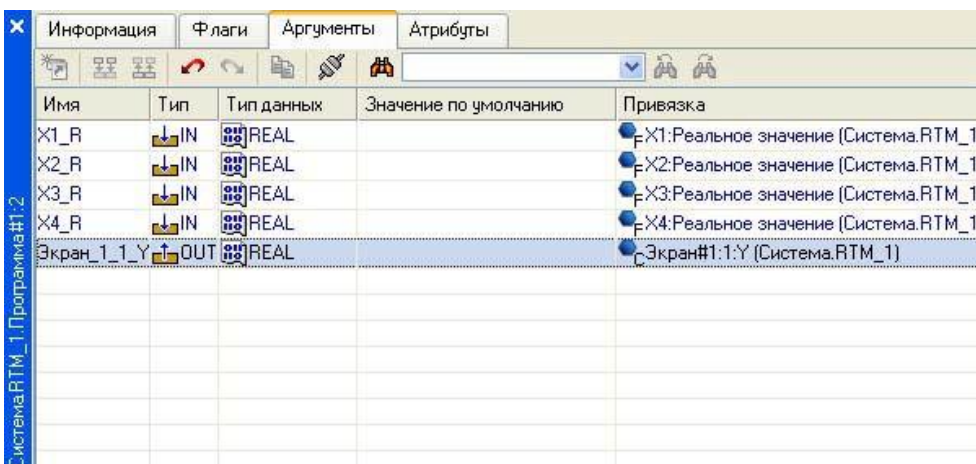 Информация Флаги Аргументы Атрибуты
Имя Тип Тип данных Значение по умолчанию Привязка
X1_R IN REAL X1:Реальное значение (Система.RTM_1
X2_R IN REAL X2:Реальное значение (Система.RTM_1
X3_R IN REAL X3:Реальное значение (Система.RTM_1
X4_R IN REAL X4:Реальное значение (Система.RTM_1
Экран_1_1_Y OUT REAL Экран#1:1:Y (Система.RTM_1)
Система.RTM_1.Программа#1:2